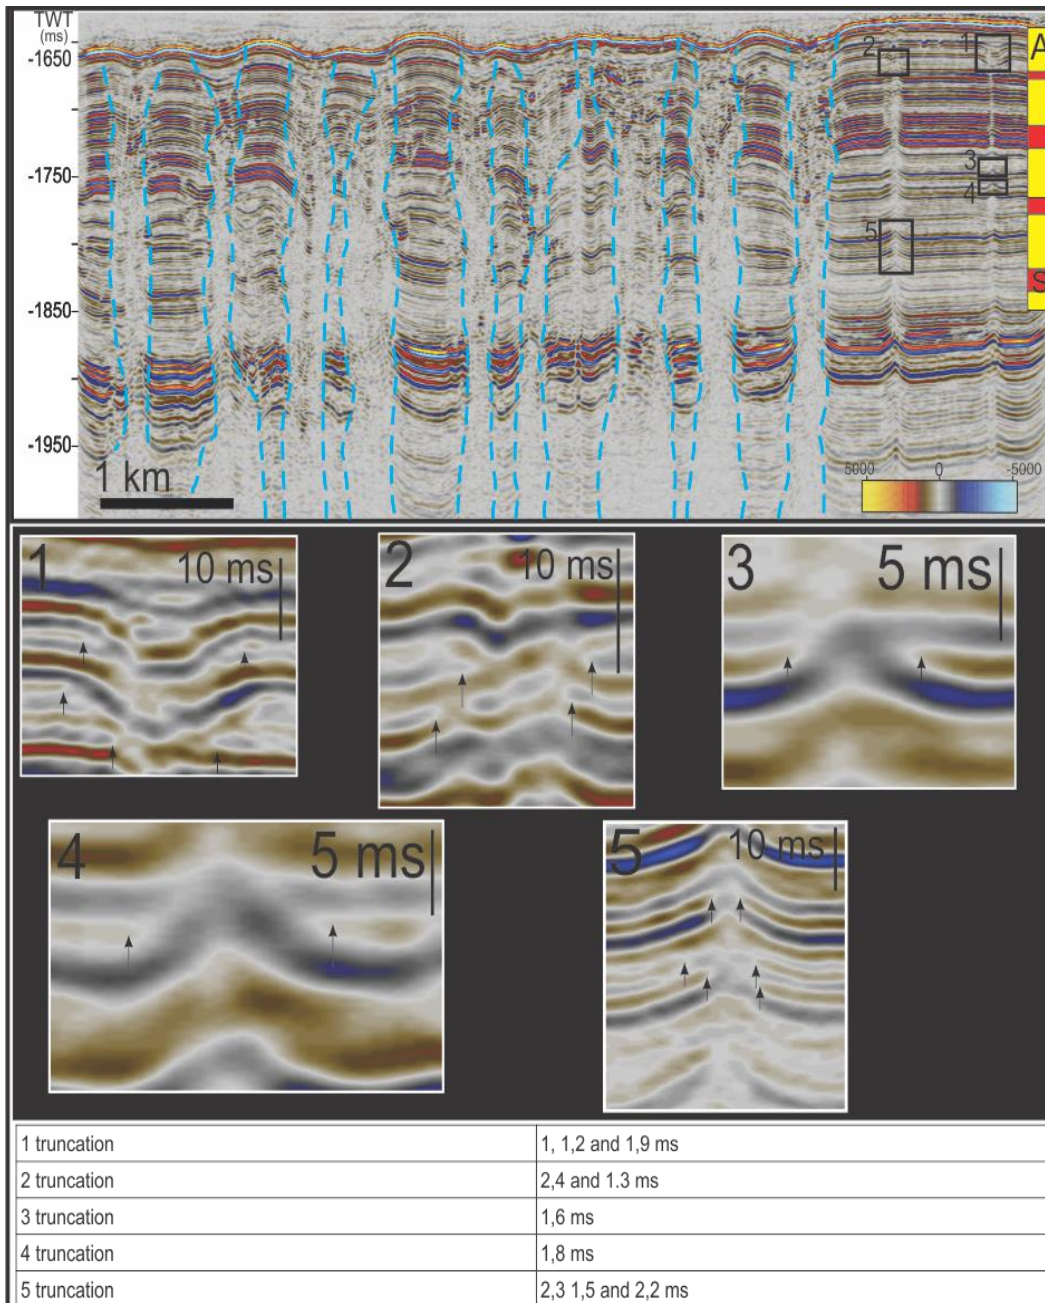 TWT
(ms)
-1650
-1750
-1850
-1950
1 km
2
1
3
4
5
A
S
5000 0 -5000
1 10 ms
2 10 ms
3 5 ms
4 5 ms
5 10 ms
1 truncation 1, 1,2 and 1,9 ms
2 truncation 2,4 and 1.3 ms
3 truncation 1,6 ms
4 truncation 1,8 ms
5 truncation 2,3 1,5 and 2,2 ms